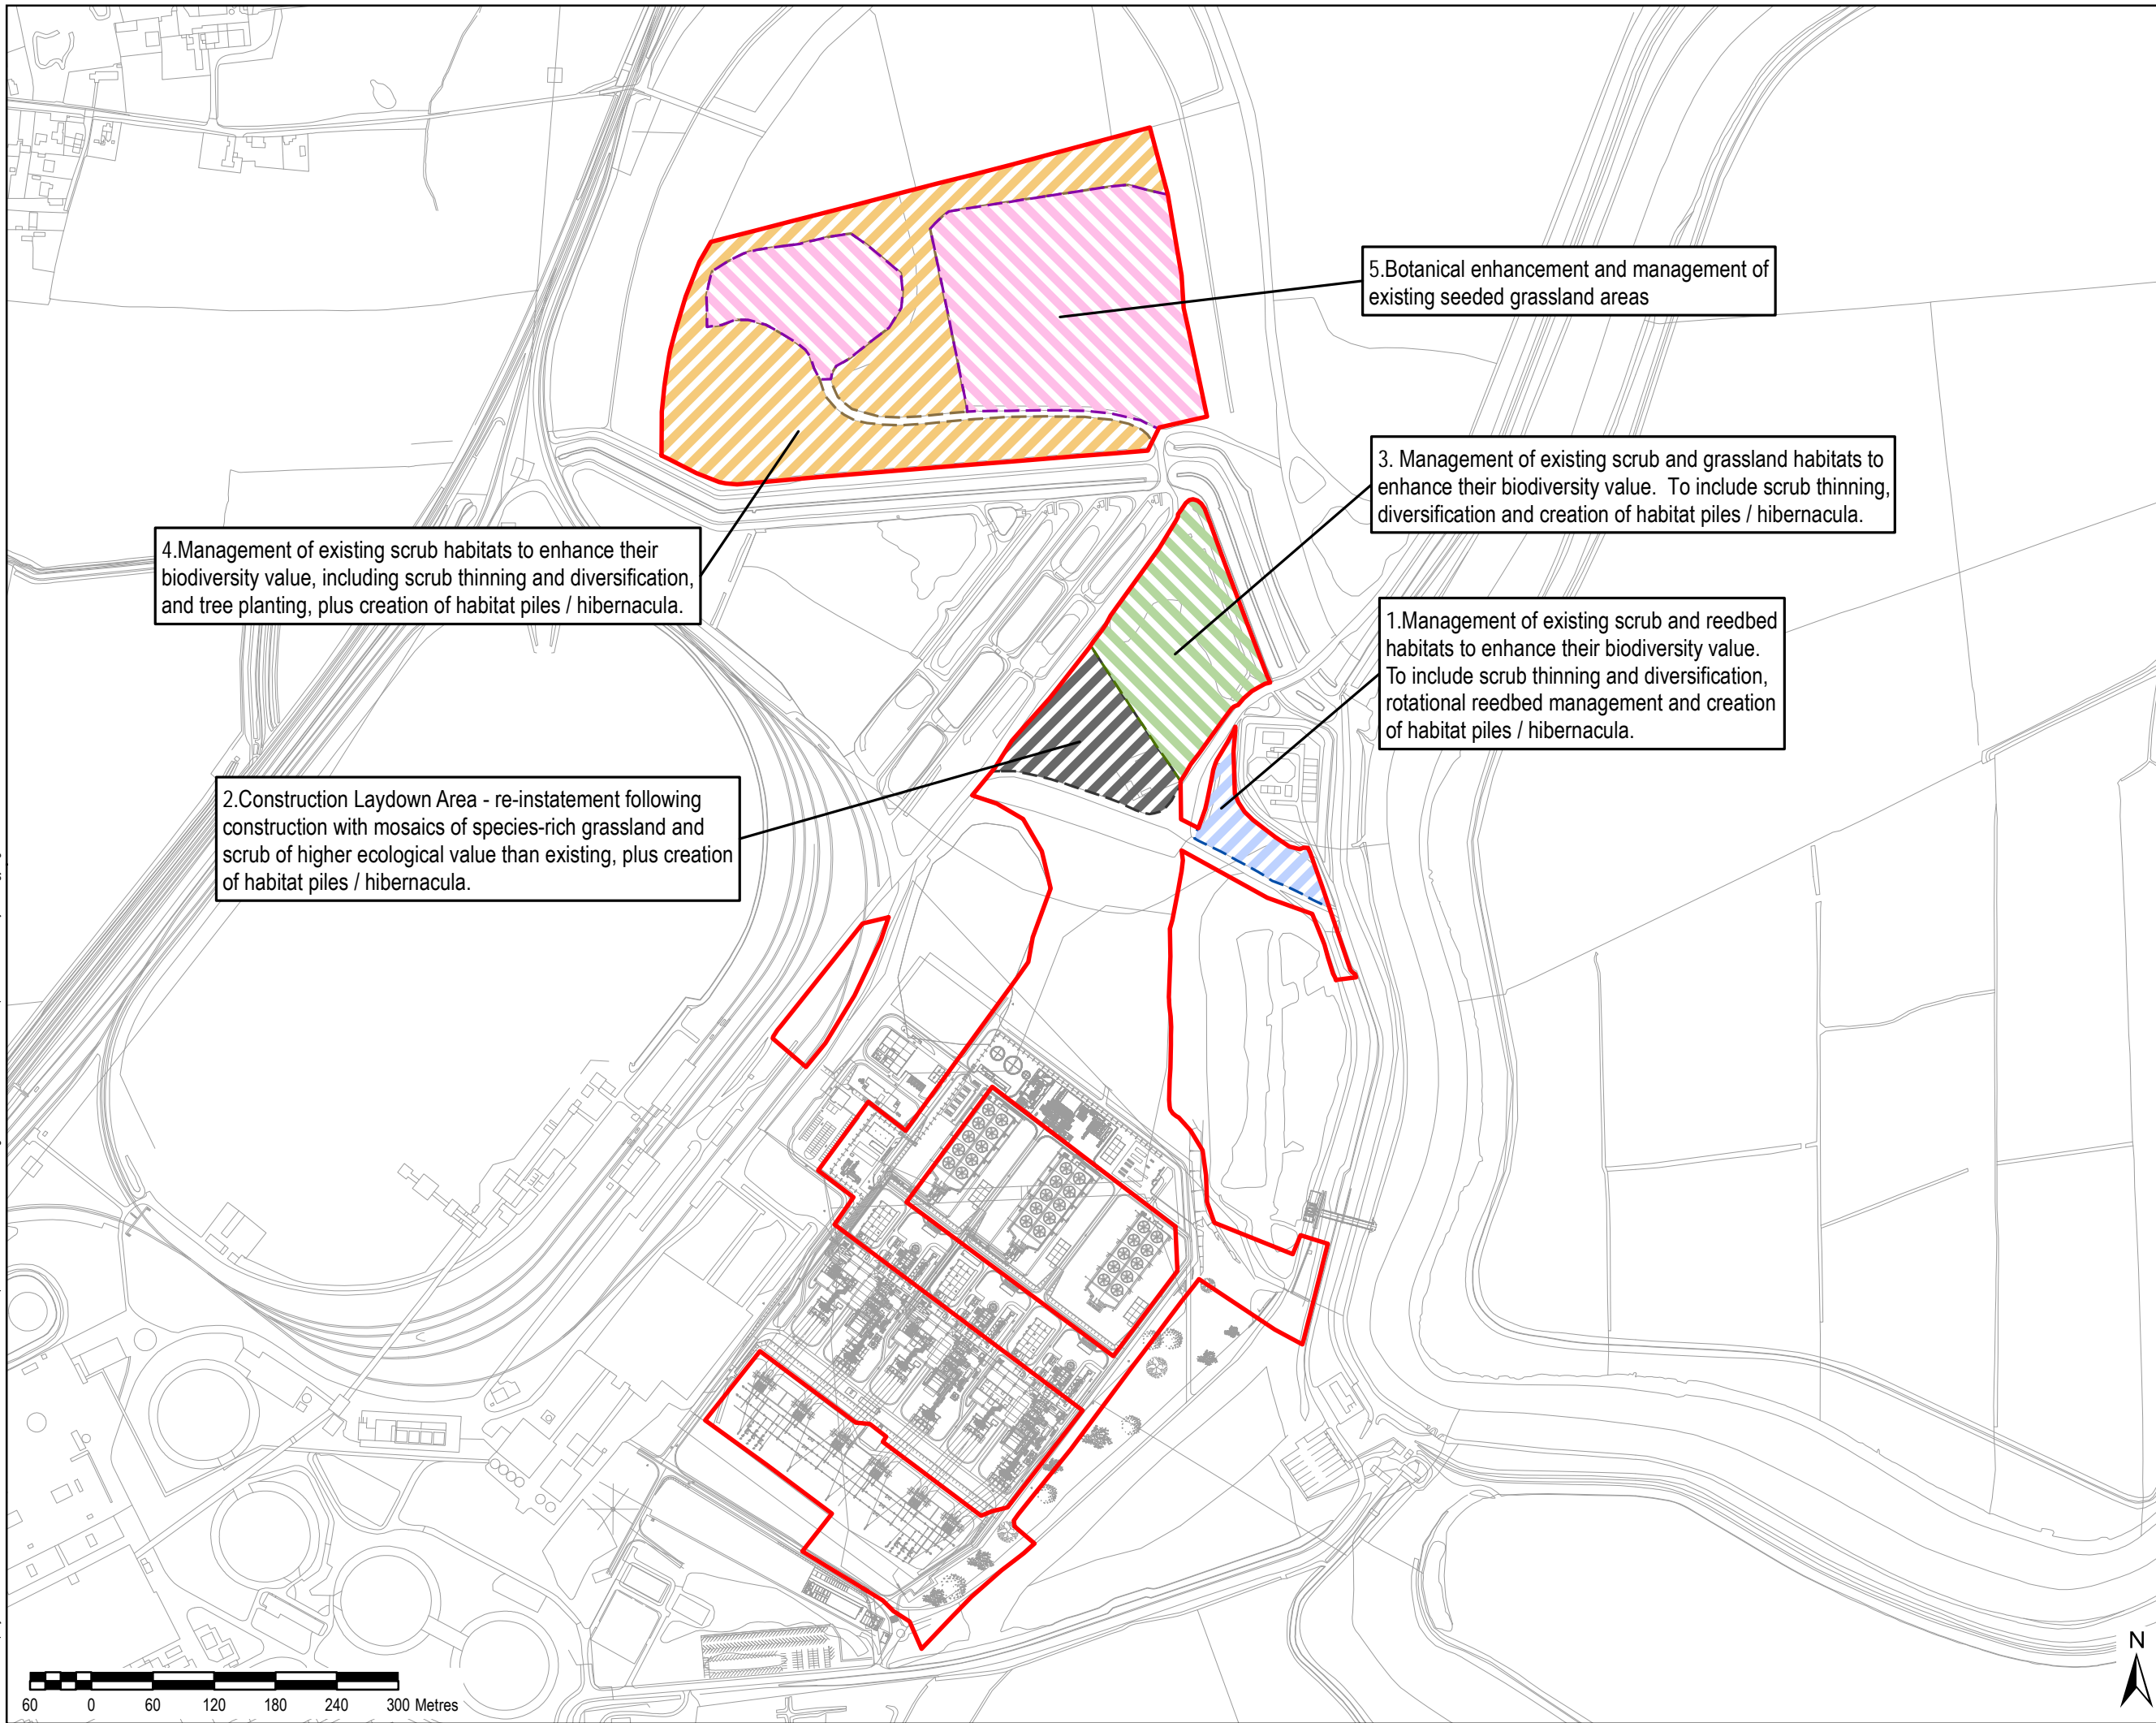 5.Botanical enhancement and management of
existing seeded grassland areas
3. Management of existing scrub and grassland habitats to
enhance their biodiversity value. To include scrub thinning,
diversification and creation of habitat piles / hibernacula.
4.Management of existing scrub habitats to enhance their
biodiversity value, including scrub thinning and diversification,
and tree planting, plus creation of habitat piles / hibernacula.
1.Management of existing scrub and reedbed
habitats to enhance their biodiversity value.
To include scrub thinning and diversification,
rotational reedbed management and creation
of habitat piles / hibernacula.
2.Construction Laydown Area - re-instatement following
construction with mosaics of species-rich grassland and
scrub of higher ecological value than existing, plus creation
of habitat piles / hibernacula.
N
60 0 60 120 180 240 300 Metres